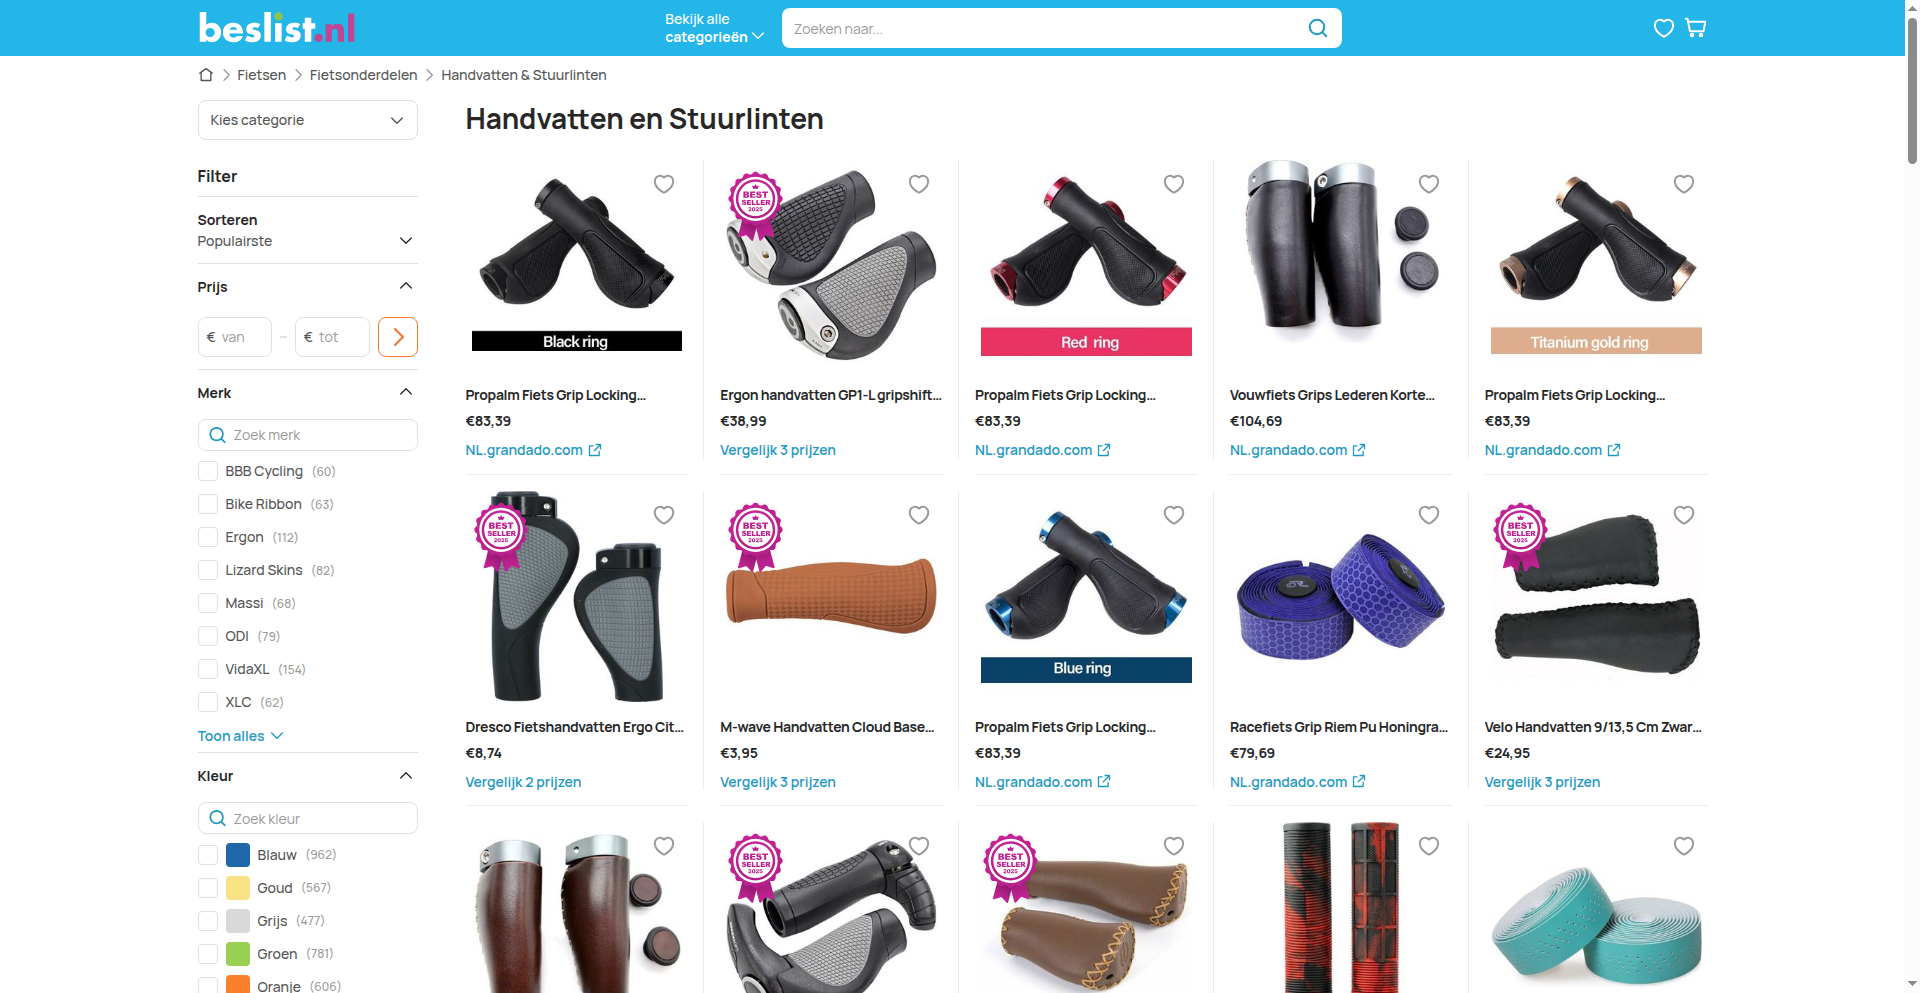 beslist.nl
Bekijk alle
categorieën
Zoeken naar...
Fietsen
Fietsonderdelen
Handvatten & Stuurlinten
Kies categorie
Handvatten en Stuurlinten
Filter
Sorteren
Populairste
Prijs
€ van
–
€ tot
Merk
Zoek merk
BBB Cycling (60)
Bike Ribbon (63)
Ergon (112)
Lizard Skins (82)
Massi (68)
ODI (79)
VidaXL (154)
XLC (62)
Toon alles
Kleur
Zoek kleur
Blauw (962)
Goud (567)
Grijs (477)
Groen (781)
Oranje (606)
Black ring
Propalm Fiets Grip Locking...
€83,39
NL.grandado.com
BEST
SELLER
2025
Ergon handvatten GP1-L gripshift...
€38,99
Vergelijk 3 prijzen
Red ring
Propalm Fiets Grip Locking...
€83,39
NL.grandado.com
Vouwfiets Grips Lederen Korte...
€104,69
NL.grandado.com
Titanium gold ring
Propalm Fiets Grip Locking...
€83,39
NL.grandado.com
BEST
SELLER
2025
Dresco Fietshandvatten Ergo Cit...
€8,74
Vergelijk 2 prijzen
BEST
SELLER
2025
M-wave Handvatten Cloud Base...
€3,95
Vergelijk 3 prijzen
Blue ring
Propalm Fiets Grip Locking...
€83,39
NL.grandado.com
Racefiets Grip Riem Pu Honingra...
€79,69
NL.grandado.com
BEST
SELLER
2025
Velo Handvatten 9/13,5 Cm Zwar...
€24,95
Vergelijk 3 prijzen
BEST
SELLER
2025
BEST
SELLER
2025